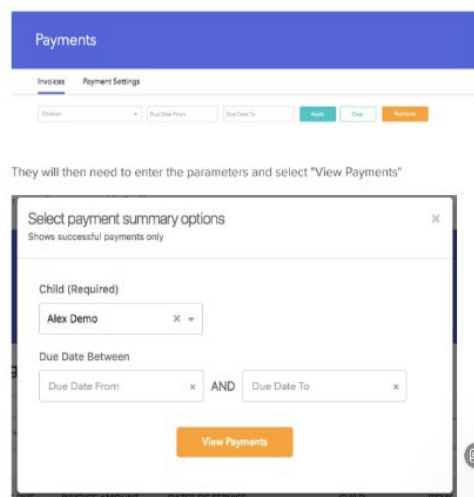 Payments
Invoices Payment Settings
Children Due Date From Due Date To Apply Clear Payments
They will then need to enter the parameters and select "View Payments"
Select payment summary options ×
Shows successful payments only
Child (Required)
Alex Demo ×
Due Date Between
Due Date From × AND Due Date To ×
View Payments